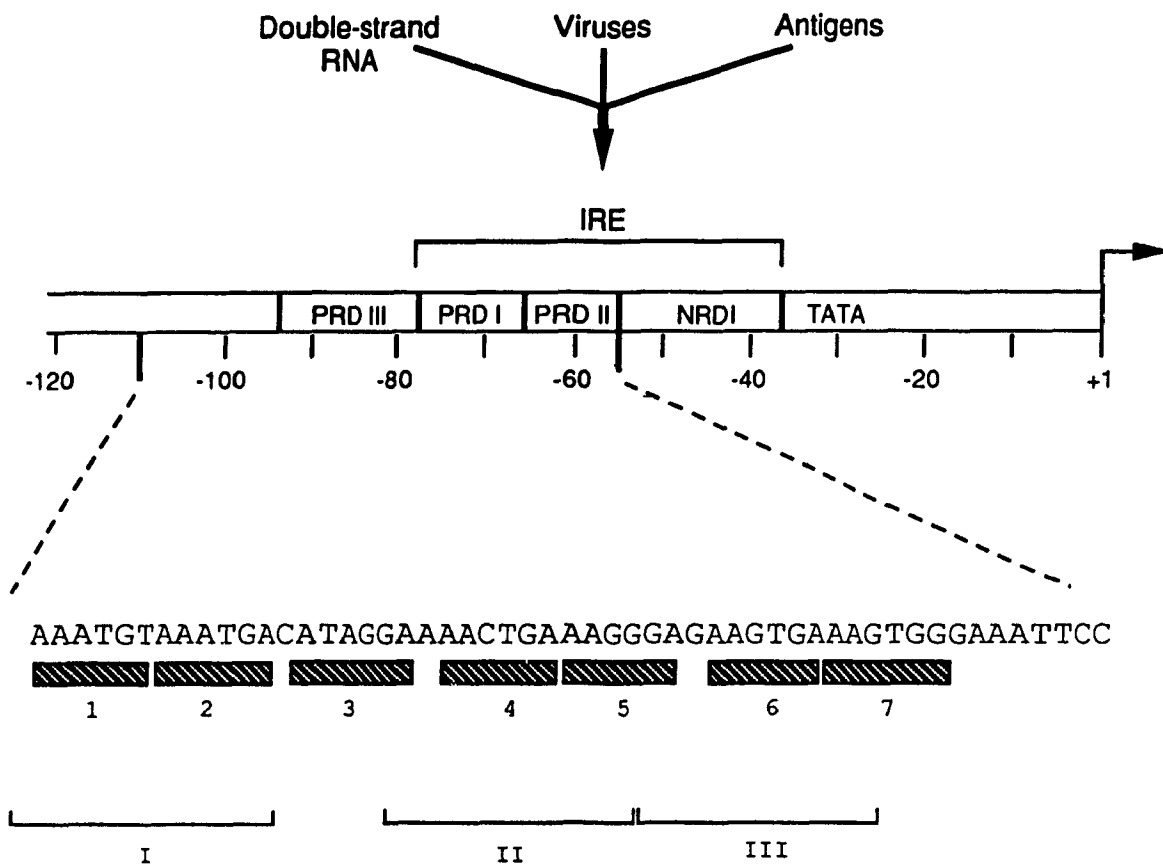 Double-strand RNA
Viruses
Antigens
IRE
PRD III PRD I PRD II NRDI TATA
-120 -100 -80 -60 -40 -20 +1
AAATGTAAATGACATAGGAAAACTGAAAGGGAGAAGTGAAAGTGGGAAATTCC
1 2 3 4 5 6 7
I II III